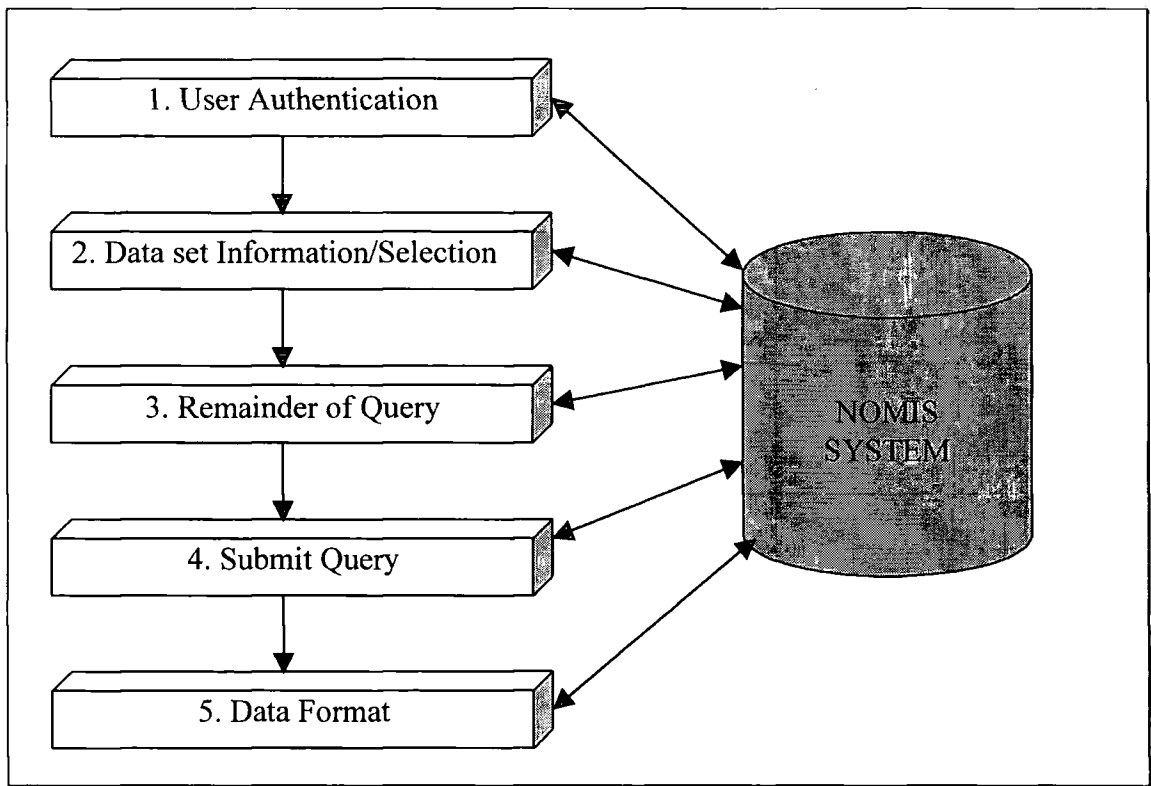 1. User Authentication
2. Data set Information/Selection
3. Remainder of Query
4. Submit Query
5. Data Format
NOMIS
SYSTEM